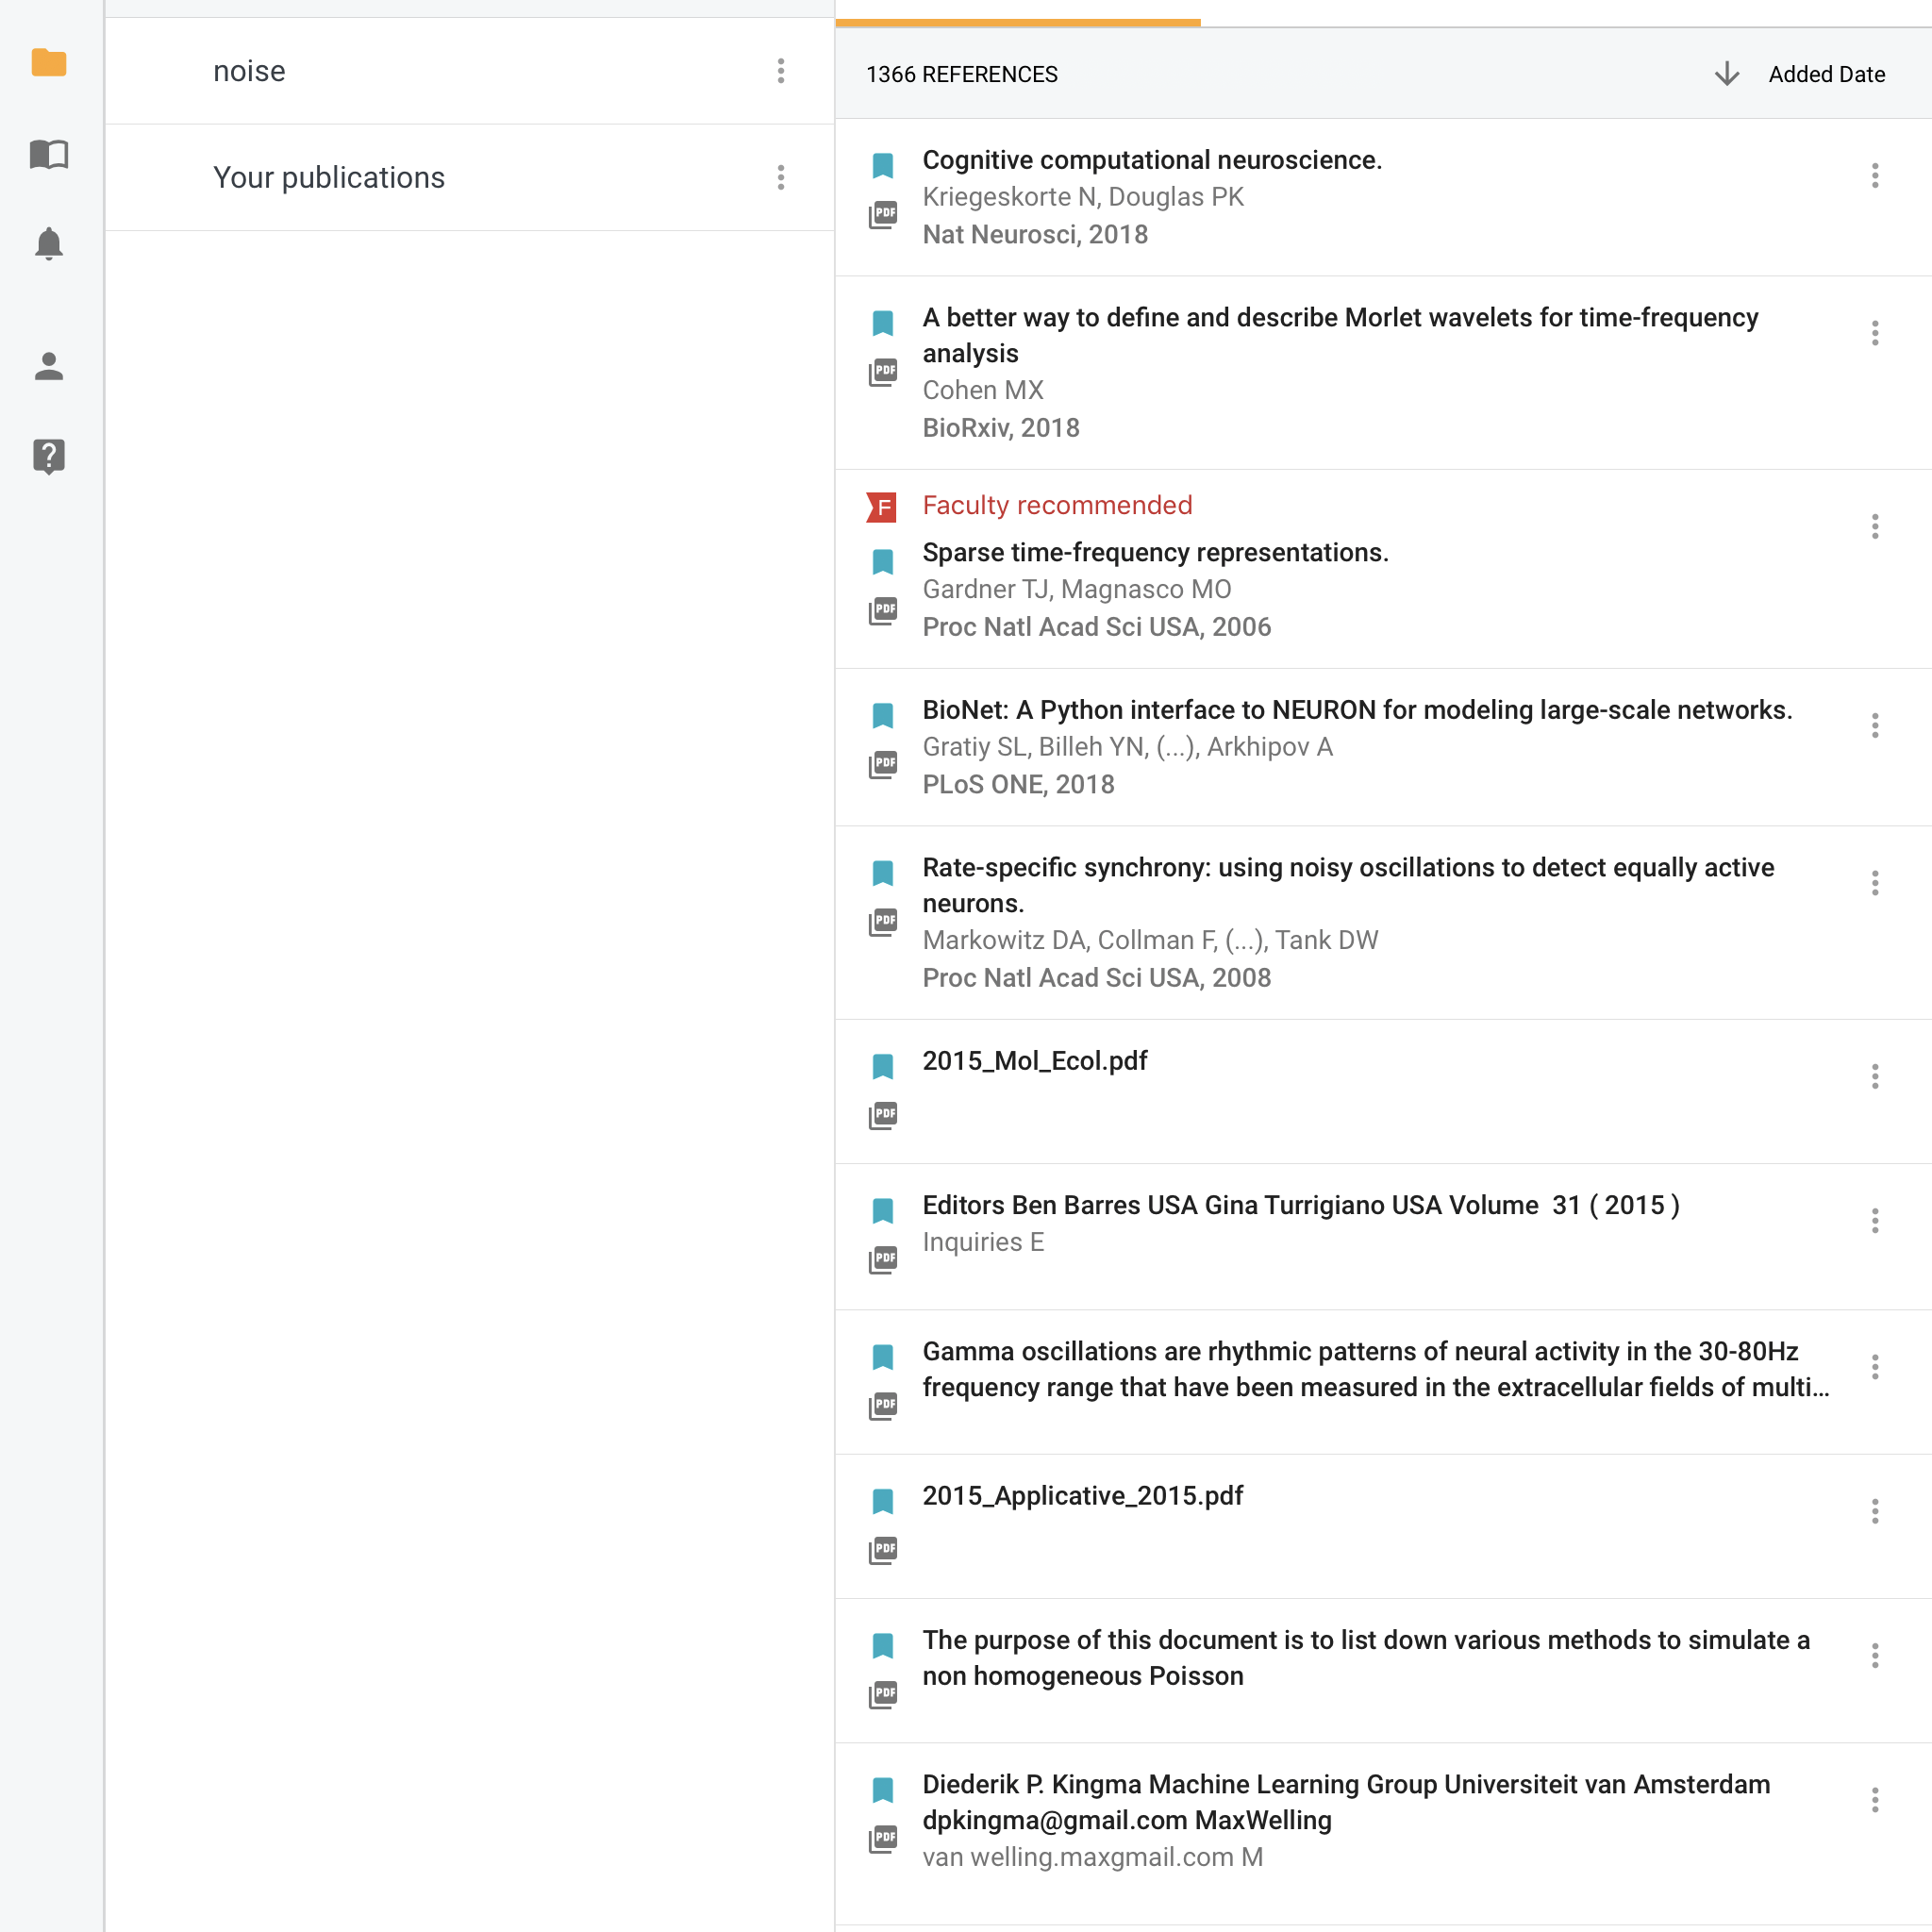 noise
Your publications
1366 REFERENCES
Added Date
Cognitive computational neuroscience.
Kriegeskorte N, Douglas PK
Nat Neurosci, 2018
PDF
A better way to define and describe Morlet wavelets for time-frequency
analysis
Cohen MX
BioRxiv, 2018
PDF
F Faculty recommended
Sparse time-frequency representations.
Gardner TJ, Magnasco MO
Proc Natl Acad Sci USA, 2006
PDF
BioNet: A Python interface to NEURON for modeling large-scale networks.
Gratiy SL, Billeh YN, (...), Arkhipov A
PLoS ONE, 2018
PDF
Rate-specific synchrony: using noisy oscillations to detect equally active
neurons.
Markowitz DA, Collman F, (...), Tank DW
Proc Natl Acad Sci USA, 2008
PDF
2015_Mol_Ecol.pdf
PDF
Editors Ben Barres USA Gina Turrigiano USA Volume 31 ( 2015 )
Inquiries E
PDF
Gamma oscillations are rhythmic patterns of neural activity in the 30-80Hz
frequency range that have been measured in the extracellular fields of multi...
PDF
2015_Applicative_2015.pdf
PDF
The purpose of this document is to list down various methods to simulate a
non homogeneous Poisson
PDF
Diederik P. Kingma Machine Learning Group Universiteit van Amsterdam
dpkingma@gmail.com MaxWelling
van welling.maxgmail.com M
PDF